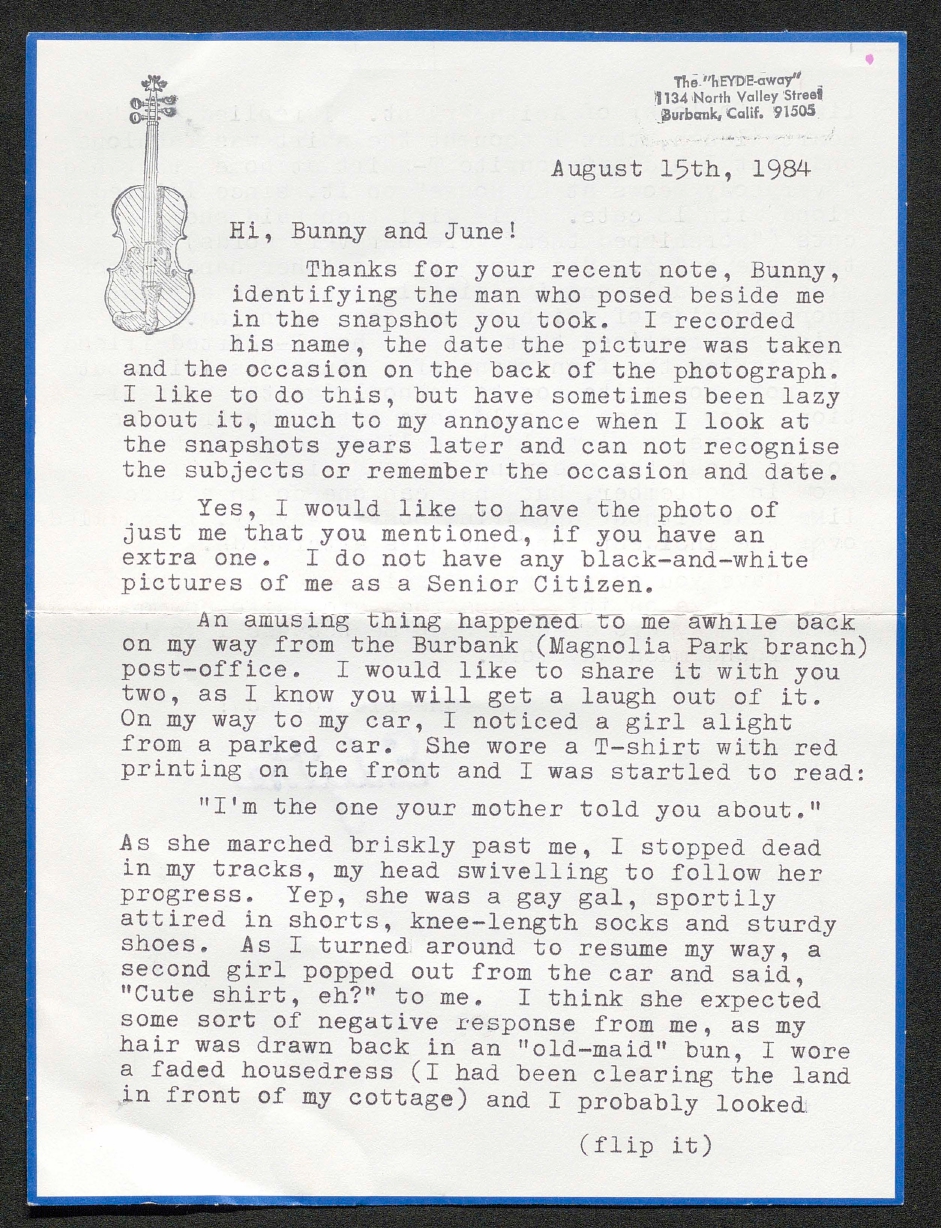 The "hEYDE-away"
1134 North Valley Street
Burbank, Calif. 91505
August 15th, 1984
Hi, Bunny and June!
Thanks for your recent note, Bunny,
identifying the man who posed beside me
in the snapshot you took. I recorded
his name, the date the picture was taken
and the occasion on the back of the photograph.
I like to do this, but have sometimes been lazy
about it, much to my annoyance when I look at
the snapshots years later and can not recognise
the subjects or remember the occasion and date.
Yes, I would like to have the photo of
just me that you mentioned, if you have an
extra one. I do not have any black-and-white
pictures of me as a Senior Citizen.
An amusing thing happened to me awhile back
on my way from the Burbank (Magnolia Park branch)
post-office. I would like to share it with you
two, as I know you will get a laugh out of it.
On my way to my car, I noticed a girl alight
from a parked car. She wore a T-shirt with red
printing on the front and I was startled to read:
"I'm the one your mother told you about."
As she marched briskly past me, I stopped dead
in my tracks, my head swivelling to follow her
progress. Yep, she was a gay gal, sportily
attired in shorts, knee-length socks and sturdy
shoes. As I turned around to resume my way, a
second girl popped out from the car and said,
"Cute shirt, eh?" to me. I think she expected
some sort of negative response from me, as my
hair was drawn back in an "old-maid" bun, I wore
a faded housedress (I had been clearing the land
in front of my cottage) and I probably looked
(flip it)